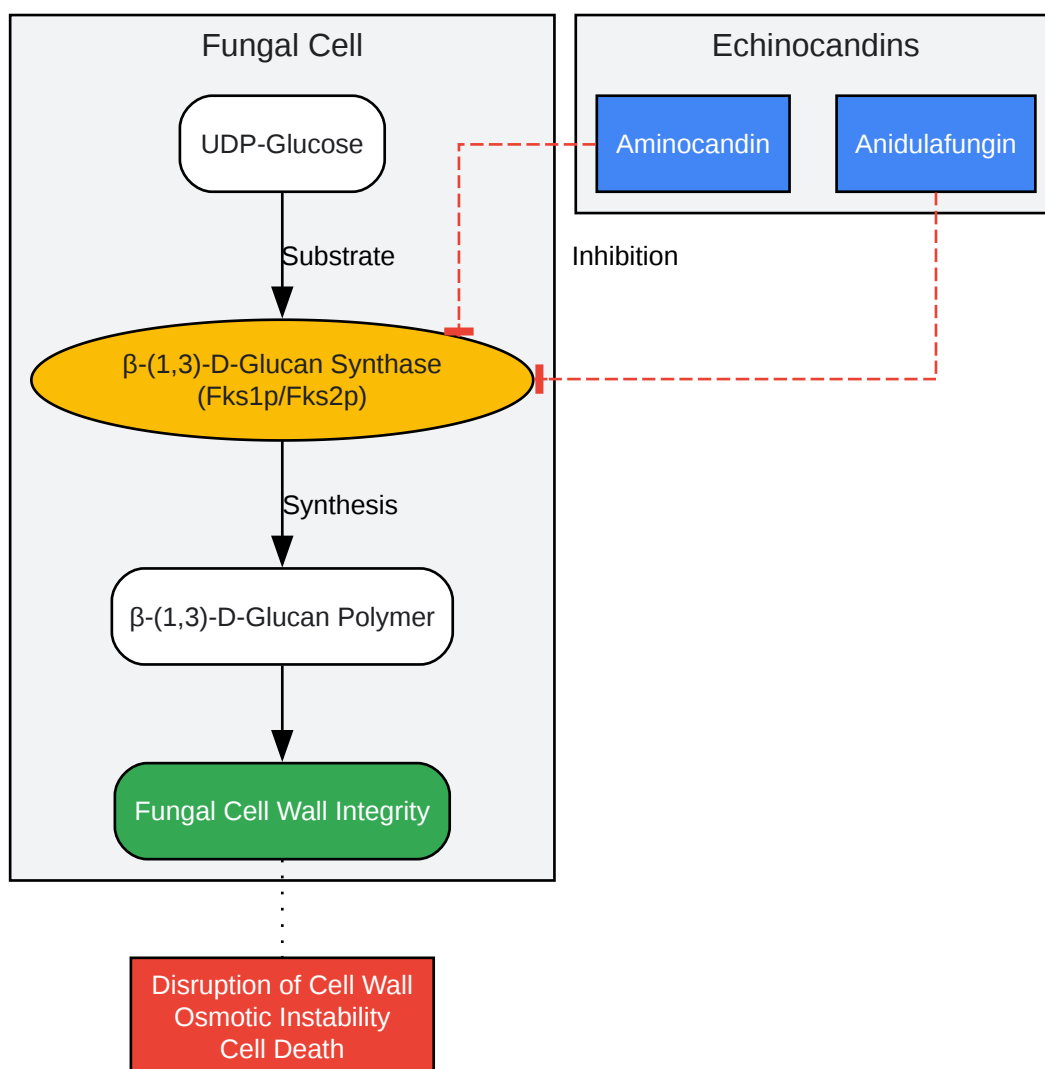 Fungal Cell
Echinocandins
UDP-Glucose
Aminocandin
Anidulafungin
Substrate
Inhibition
β-(1,3)-D-Glucan Synthase
(Fks1p/Fks2p)
Synthesis
β-(1,3)-D-Glucan Polymer
Fungal Cell Wall Integrity
Disruption of Cell Wall
Osmotic Instability
Cell Death